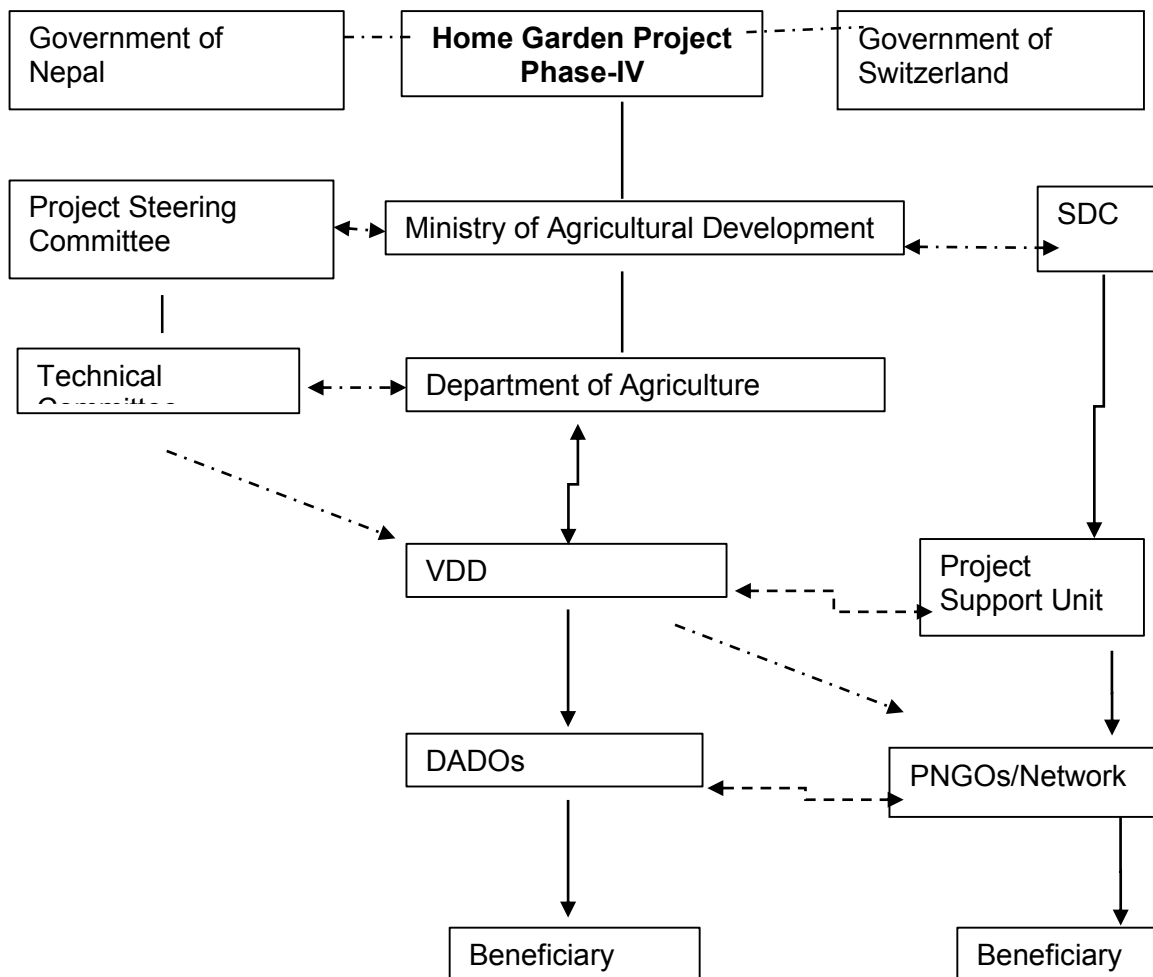 Government of
Nepal
Home Garden Project
Phase-IV
Government of
Switzerland
Project Steering
Committee
Ministry of Agricultural Development
SDC
Technical
Committee
Department of Agriculture
VDD
Project
Support Unit
DADOs
PNGOs/Network
Beneficiary
Beneficiary